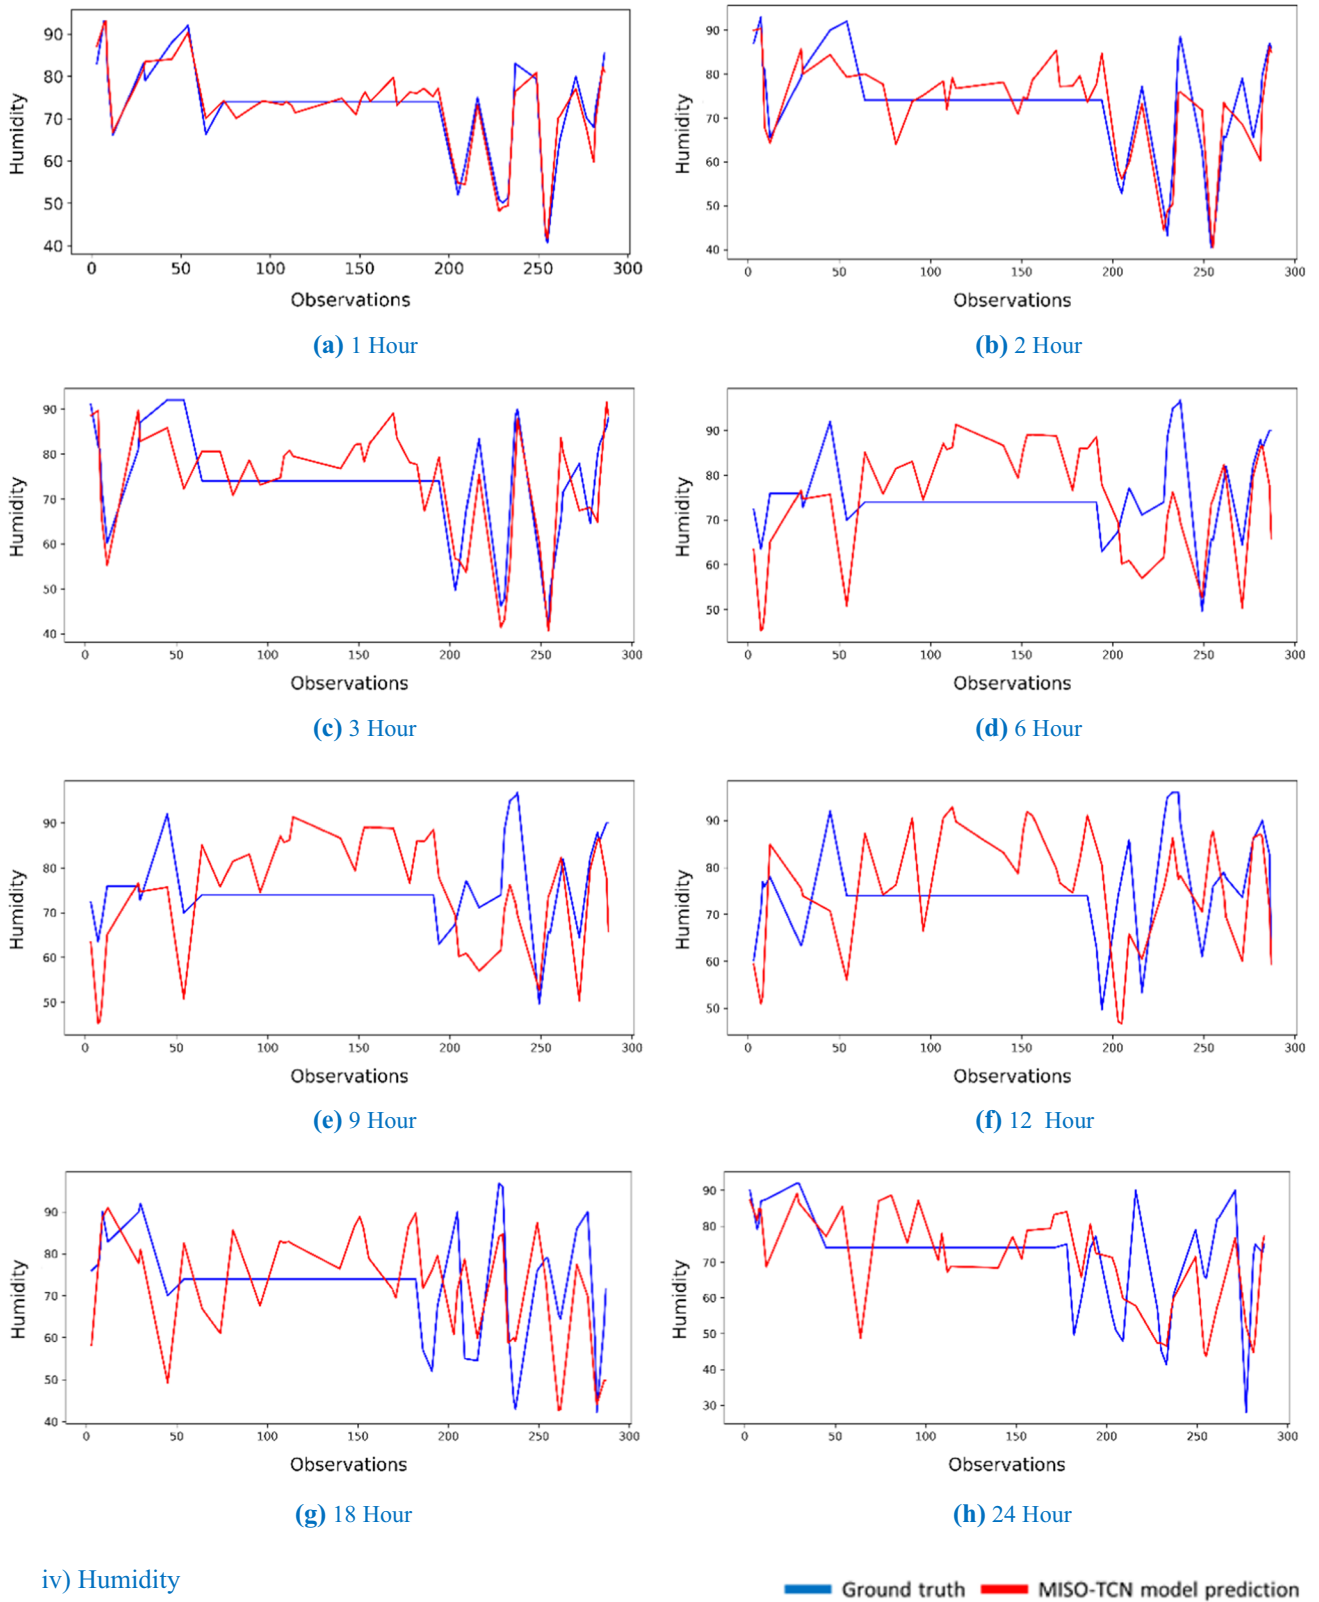 90
80
70
60
50
40
Humidity
0 50 100 150 200 250 300
Observations
(a) 1 Hour
90
80
70
60
50
40
Humidity
0 50 100 150 200 250 300
Observations
(b) 2 Hour
90
80
70
60
50
40
Humidity
0 50 100 150 200 250 300
Observations
(c) 3 Hour
90
80
70
60
50
Humidity
0 50 100 150 200 250 300
Observations
(d) 6 Hour
90
80
70
60
50
Humidity
0 50 100 150 200 250 300
Observations
(e) 9 Hour
90
80
70
60
50
Humidity
0 50 100 150 200 250 300
Observations
(f) 12 Hour
90
80
70
60
50
40
Humidity
0 50 100 150 200 250 300
Observations
(g) 18 Hour
90
80
70
60
50
40
30
Humidity
0 50 100 150 200 250 300
Observations
(h) 24 Hour
iv) Humidity
Ground truth MISO-TCN model prediction